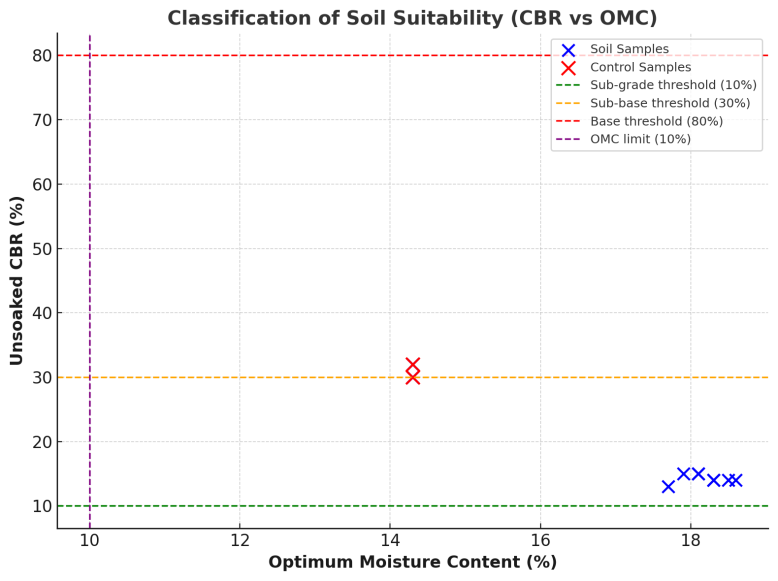 Classification of Soil Suitability (CBR vs OMC)
Soil Samples
Control Samples
Sub-grade threshold (10%)
Sub-base threshold (30%)
Base threshold (80%)
OMC limit (10%)
Unsoaked CBR (%)
80
70
60
50
40
30
20
10
10 12 14 16 18
Optimum Moisture Content (%)